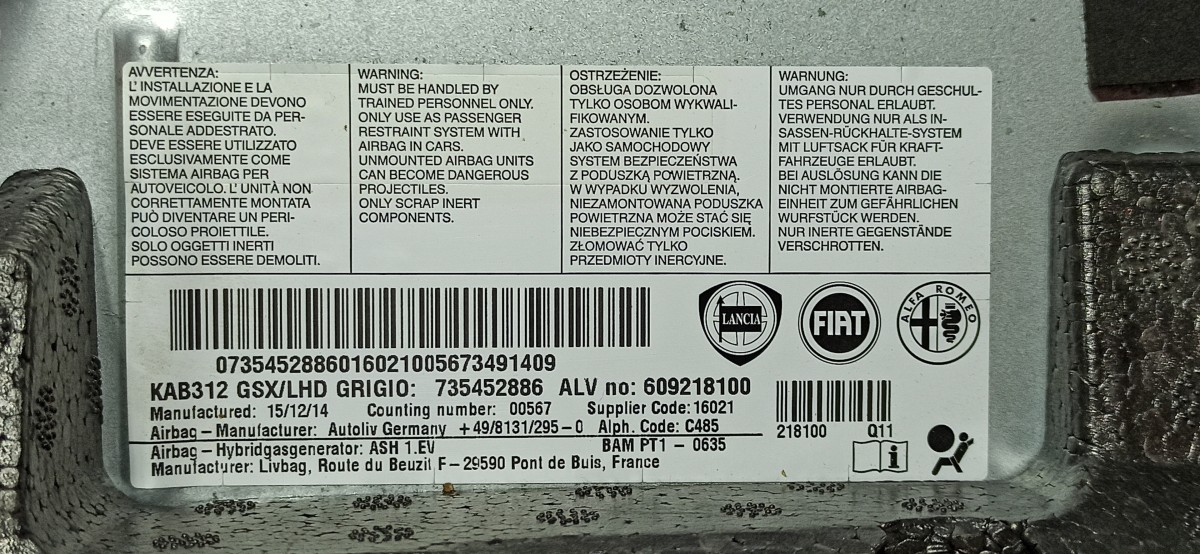 AVVERTENZA:
L' INSTALLAZIONE E LA
MOVIMENTAZIONE DEVONO
ESSERE ESEGUITE DA PER-
SONALE ADDESTRATO.
DEVE ESSERE UTILIZZATO
ESCLUSIVAMENTE COME
SISTEMA AIRBAG PER
AUTOVEICOLO. L' UNITÀ NON
CORRETTAMENTE MONTATA
PUÒ DIVENTARE UN PERI-
COLOSO PROIETTILE.
SOLO OGGETTI INERTI
POSSONO ESSERE DEMOLITI.
WARNING:
MUST BE HANDLED BY
TRAINED PERSONNEL ONLY.
ONLY USE AS PASSENGER
RESTRAINT SYSTEM WITH
AIRBAG IN CARS.
UNMOUNTED AIRBAG UNITS
CAN BECOME DANGEROUS
PROJECTILES.
ONLY SCRAP INERT
COMPONENTS.
OSTRZEŻENIE:
OBSŁUGA DOZWOLONA
TYLKO OSOBOM WYKWALI-
FIKOWANYM.
ZASTOSOWANIE TYLKO
JAKO SAMOCHODOWY
SYSTEM BEZPIECZEŃSTWA
Z PODUSZKĄ POWIETRZNĄ.
W WYPADKU WYZWOLENIA,
NIEZAMONTOWANA PODUSZKA
POWIETRZNA MOŻE STAĆ SIĘ
NIEBEZPIECZNYM POCISKIEM.
ZŁOMOWAĆ TYLKO
PRZEDMIOTY INERCYJNE.
WARNUNG:
UMGANG NUR DURCH GESCHUL-
TES PERSONAL ERLAUBT.
VERWENDUNG NUR ALS IN-
SASSEN-RÜCKHALTE-SYSTEM
MIT LUFTSACK FÜR KRAFT-
FAHRZEUGE ERLAUBT.
BEI AUSLÖSUNG KANN DIE
NICHT MONTIERTE AIRBAG-
EINHEIT ZUM GEFÄHRLICHEN
WURFSTÜCK WERDEN.
NUR INERTE GEGENSTÄNDE
VERSCHROTTEN.
LANCIA
FIAT
ALFA ROMEO
07354528860160210056734914​09
KAB312 GSX/LHD GRIGIO: 735452886 ALV no: 609218100
Manufactured: 15/12/14 Counting number: 00567 Supplier Code: 16021
Airbag - Manufacturer: Autoliv Germany +49/8131/295-0 Alph. Code: C485
Airbag - Hybridgasgenerator: ASH 1.EV BAM PT1 - 0635
Manufacturer: Livbag, Route du Beuzit F-29590 Pont de Buis, France
218100 Q11
i